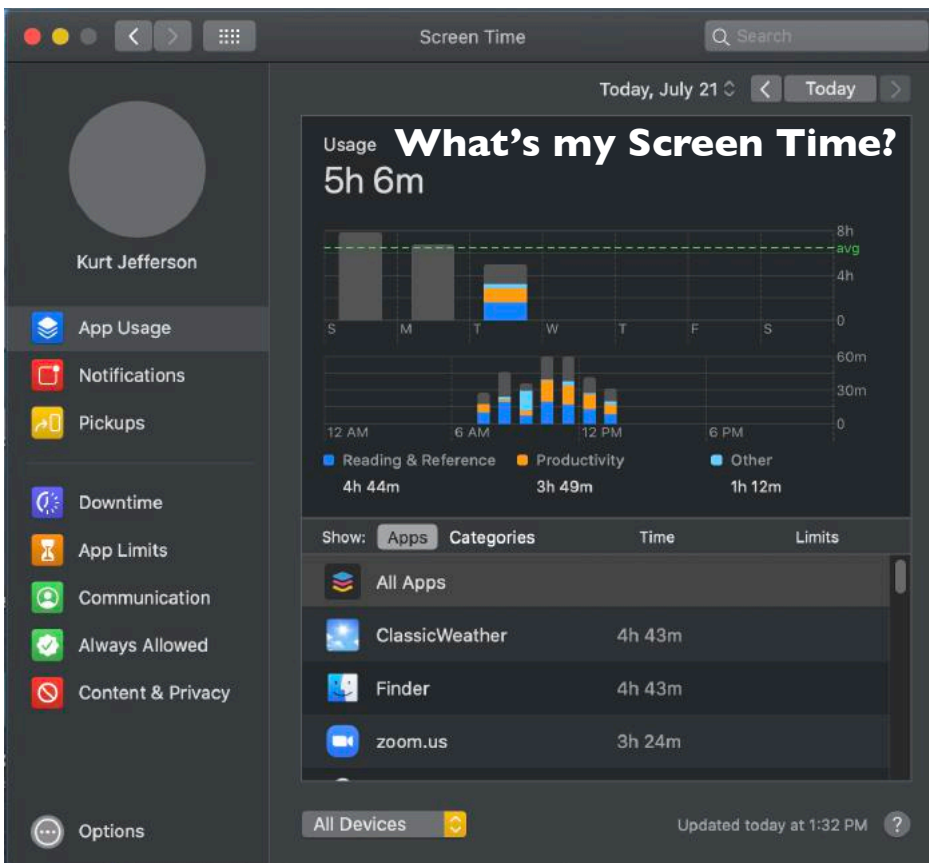 Screen Time
Search
Today, July 21
Today
Usage
What's my Screen Time?
5h 6m
8h
avg
4h
0
S M T W T F S
60m
30m
0
12 AM 6 AM 12 PM 6 PM
Reading & Reference Productivity Other
4h 44m 3h 49m 1h 12m
Show: Apps Categories Time Limits
All Apps
ClassicWeather 4h 43m
Finder 4h 43m
zoom.us 3h 24m
All Devices
Updated today at 1:32 PM ?
Kurt Jefferson
App Usage
Notifications
Pickups
Downtime
App Limits
Communication
Always Allowed
Content & Privacy
Options